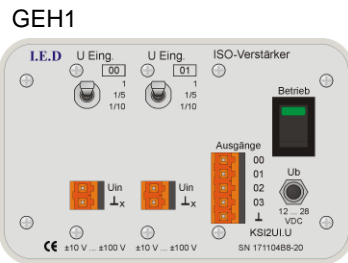 GEH1
I.E.D U Eing. U Eing. ISO-Verstärker
00 01
1 1
1/5 1/5
1/10 1/10
Betrieb
Ausgänge
00
01
02
03
⊥
Uin Uin
⊥x ⊥x
Ub
12 ... 28
VDC
KSI2UI.U
CE ±10 V ... ±100 V ±10 V ... ±100 V SN 171104B8-20